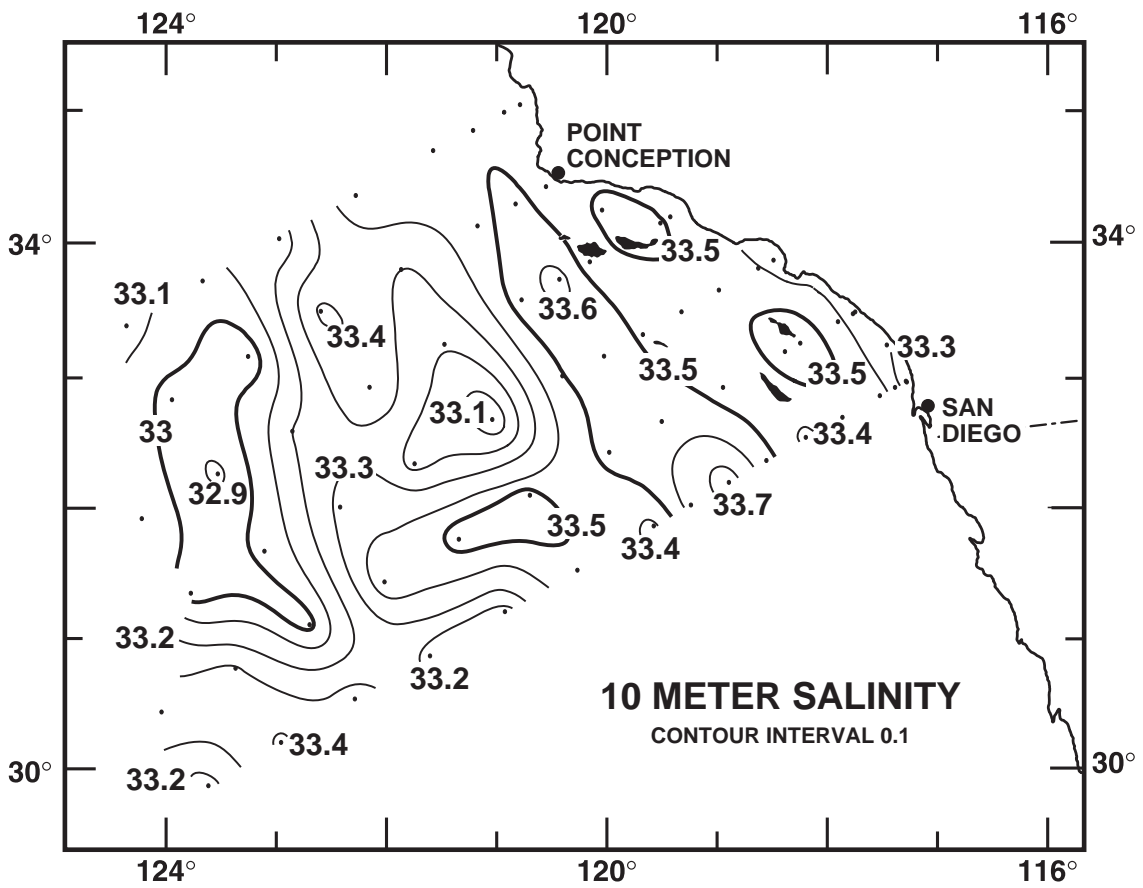 124° 120° 116°
POINT
CONCEPTION
34° 34°
33.5
33.1
33.6
33.4
33.3
33.5
33.5
33.1
SAN
DIEGO
33
33.4
33.3
32.9
33.7
33.5
33.4
33.2
33.2
10 METER SALINITY
CONTOUR INTERVAL 0.1
33.4
30° 30°
33.2
124° 120° 116°